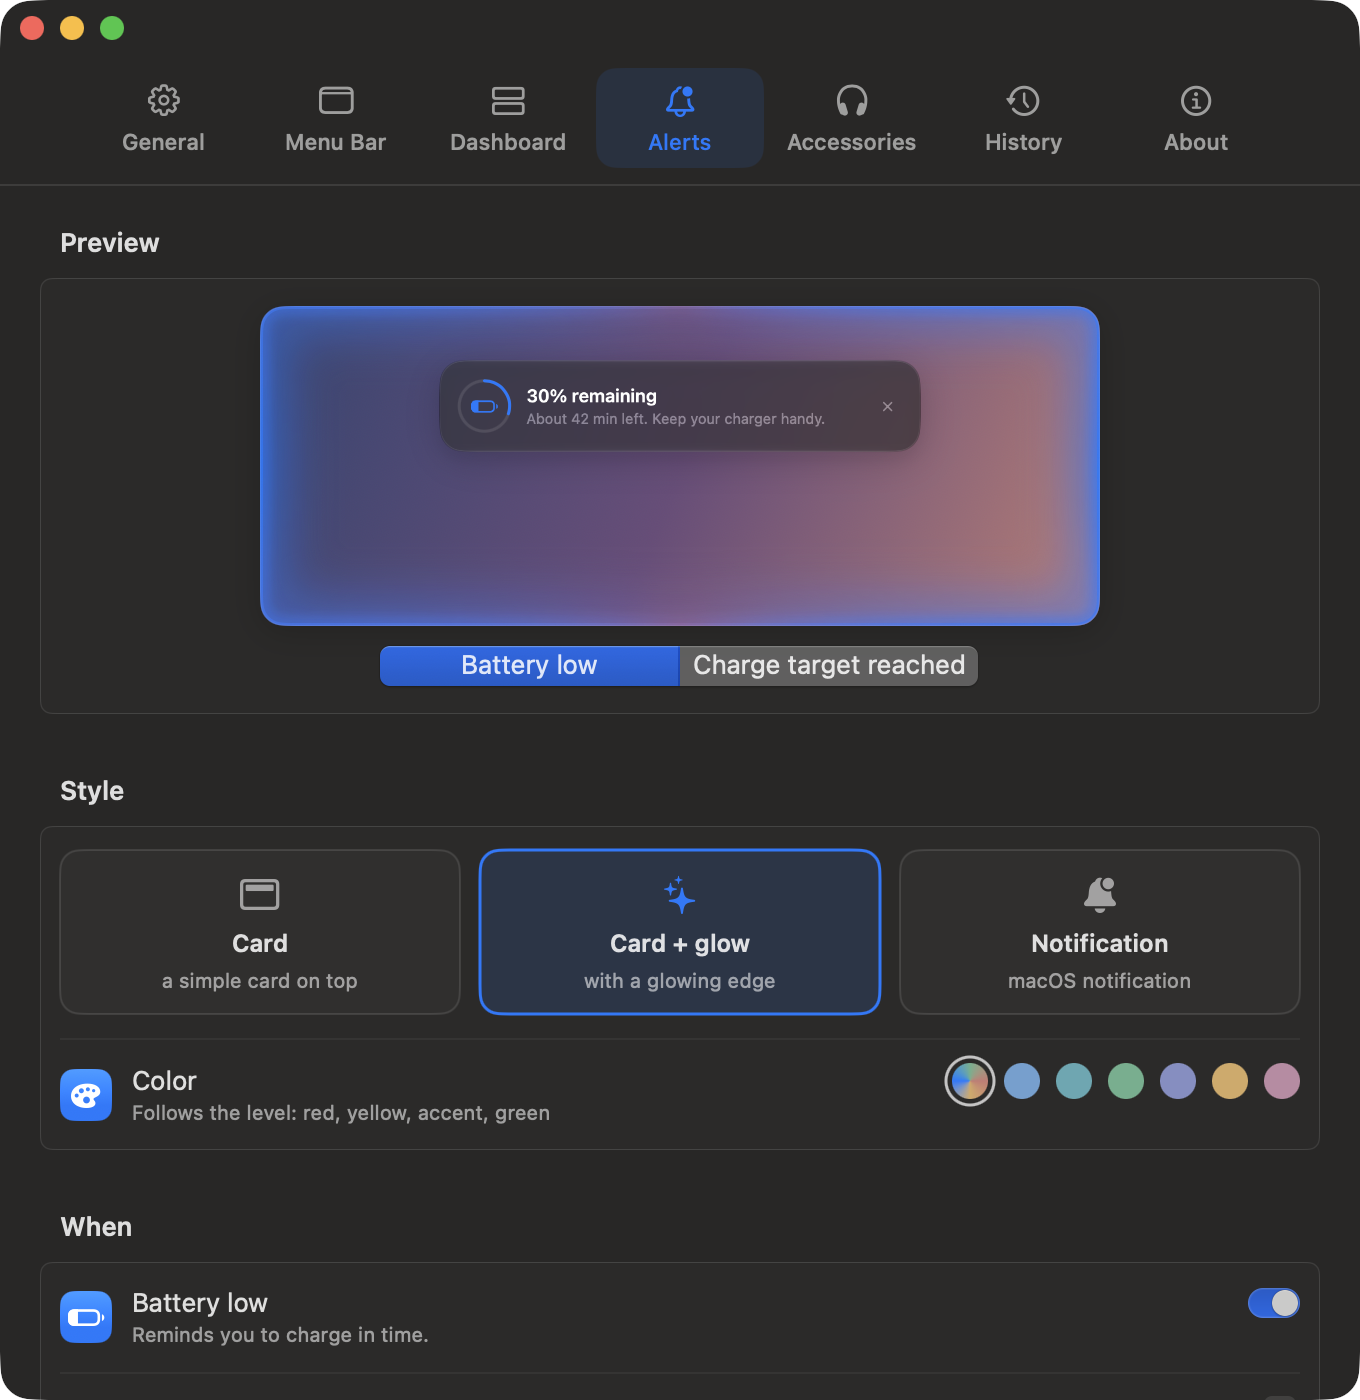 General
Menu Bar
Dashboard
Alerts
Accessories
History
About
Preview
30% remaining
About 42 min left. Keep your charger handy.
Battery low
Charge target reached
Style
Card
a simple card on top
Card + glow
with a glowing edge
Notification
macOS notification
Color
Follows the level: red, yellow, accent, green
When
Battery low
Reminds you to charge in time.